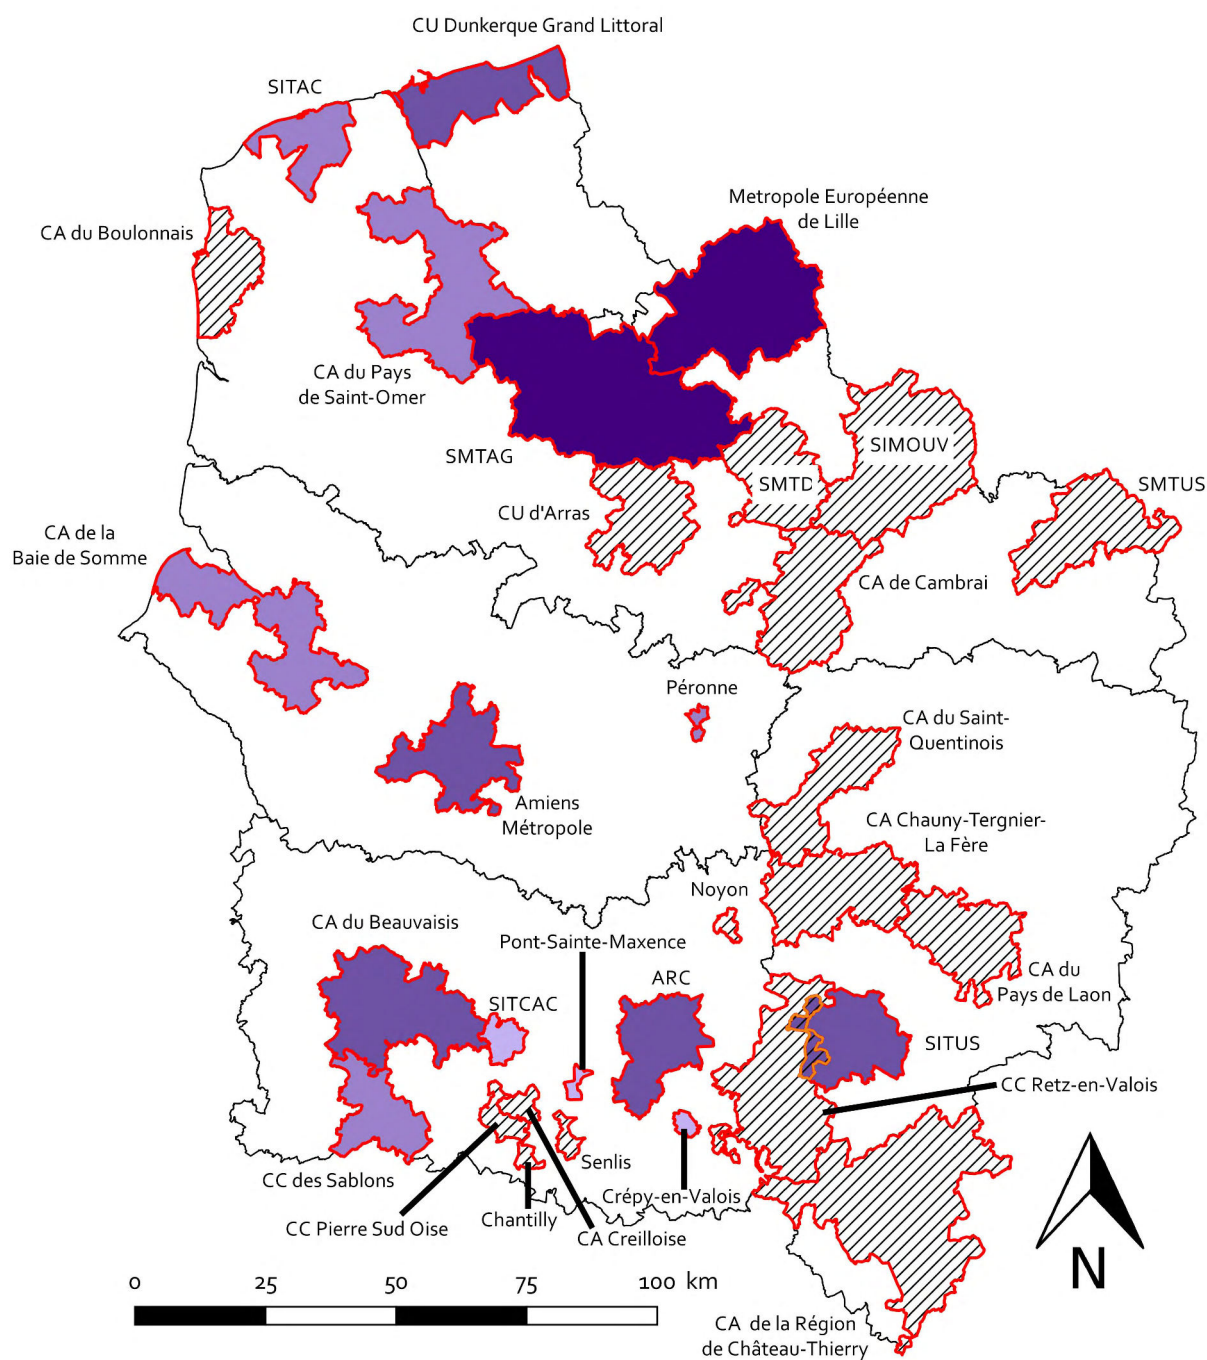 CU Dunkerque Grand Littoral
SITAC
Metropole Européenne
de Lille
CA du Boulonnais
CA du Pays
de Saint-Omer
SMTAG
SIMOUV
SMTD
SMTUS
CU d'Arras
CA de la
Baie de Somme
CA de Cambrai
Péronne
CA du Saint-
Quentinois
Amiens
Métropole
CA Chauny-Tergnier-
La Fère
Noyon
CA du Beauvaisis
Pont-Sainte-Maxence
ARC
SITCAC
CA du
Pays de Laon
SITUS
CC Retz-en-Valois
Senlis
CC des Sablons
Crépy-en-Valois
Chantilly
CC Pierre Sud Oise
CA Creilloise
N
0 25 50 75 100 km
CA de la Région
de Château-Thierry